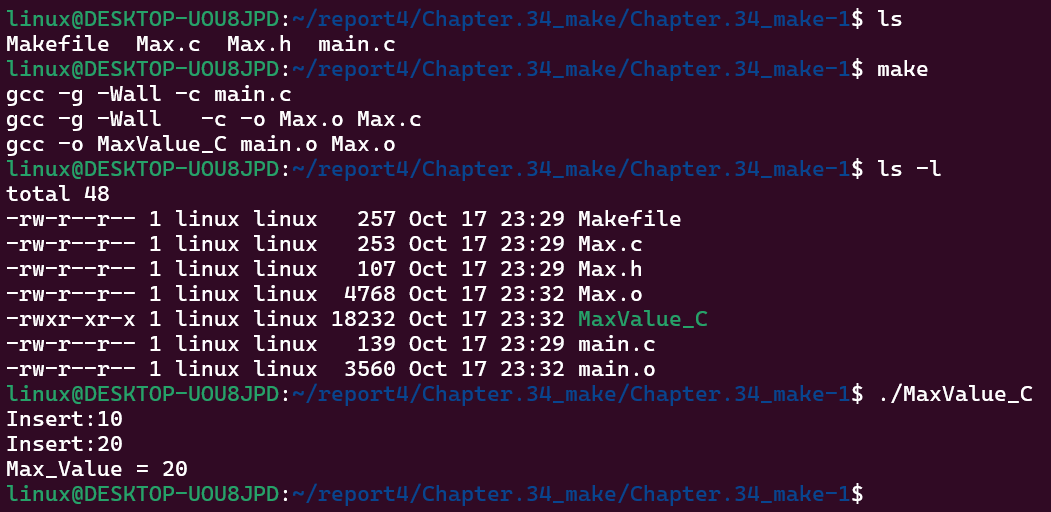 linux@DESKTOP-UOU8JPD:~/report4/Chapter.34_make/Chapter.34_make-1$ ls
Makefile  Max.c  Max.h  main.c
linux@DESKTOP-UOU8JPD:~/report4/Chapter.34_make/Chapter.34_make-1$ make
gcc -g -Wall -c main.c
gcc -g -Wall   -c -o Max.o Max.c
gcc -o MaxValue_C main.o Max.o
linux@DESKTOP-UOU8JPD:~/report4/Chapter.34_make/Chapter.34_make-1$ ls -l
total 48
-rw-r--r-- 1 linux linux   257 Oct 17 23:29 Makefile
-rw-r--r-- 1 linux linux   253 Oct 17 23:29 Max.c
-rw-r--r-- 1 linux linux   107 Oct 17 23:29 Max.h
-rw-r--r-- 1 linux linux  4768 Oct 17 23:32 Max.o
-rwxr-xr-x 1 linux linux 18232 Oct 17 23:32 MaxValue_C
-rw-r--r-- 1 linux linux   139 Oct 17 23:29 main.c
-rw-r--r-- 1 linux linux  3560 Oct 17 23:32 main.o
linux@DESKTOP-UOU8JPD:~/report4/Chapter.34_make/Chapter.34_make-1$ ./MaxValue_C
Insert:10
Insert:20
Max_Value = 20
linux@DESKTOP-UOU8JPD:~/report4/Chapter.34_make/Chapter.34_make-1$